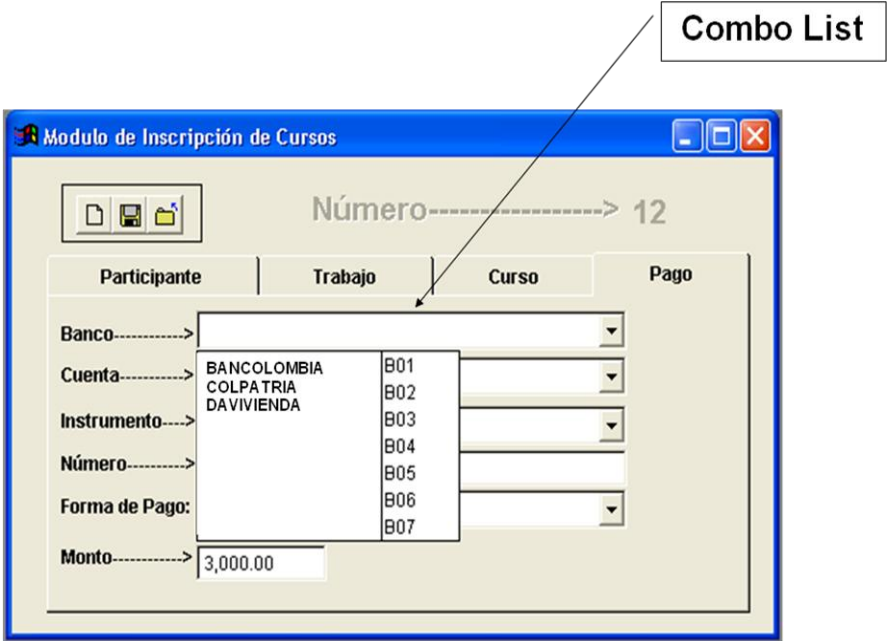 Combo List
Modulo de Inscripción de Cursos
Número-----------------> 12
Participante Trabajo Curso Pago
Banco----------->
Cuenta---------->
Instrumento---->
Número--------->
Forma de Pago:
Monto----------->
BANCOLOMBIA
COLPATRIA
DAVIVIENDA
B01
B02
B03
B04
B05
B06
B07
3,000.00